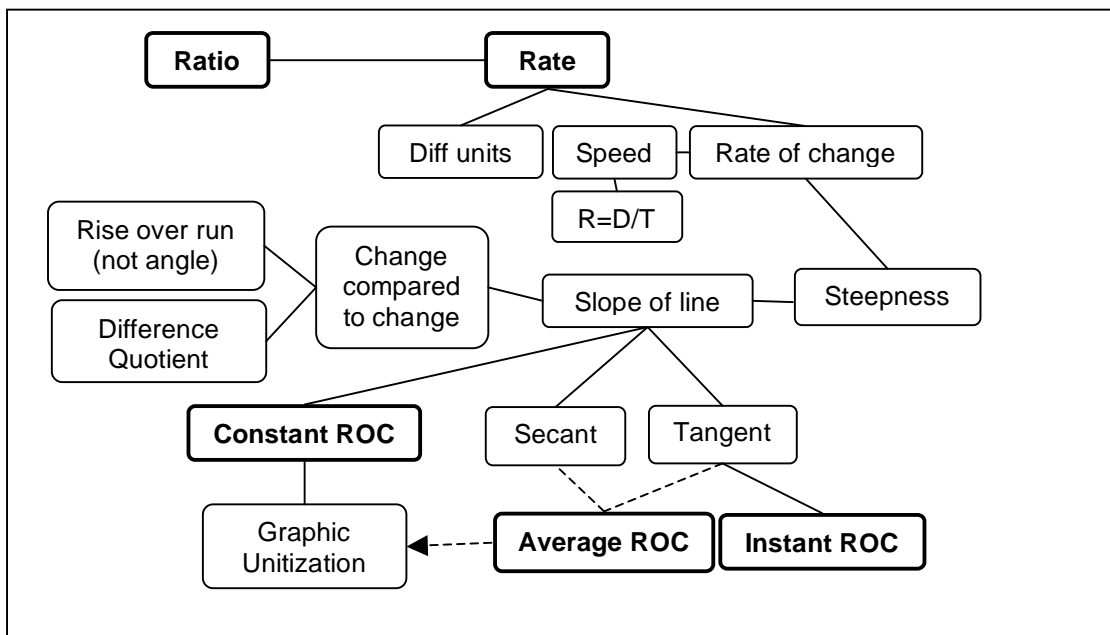 Ratio
Rate
Diff units
Speed
Rate of change
R=D/T
Rise over run
(not angle)
Change
compared
to change
Slope of line
Steepness
Difference
Quotient
Constant ROC
Secant
Tangent
Graphic
Unitization
Average ROC
Instant ROC